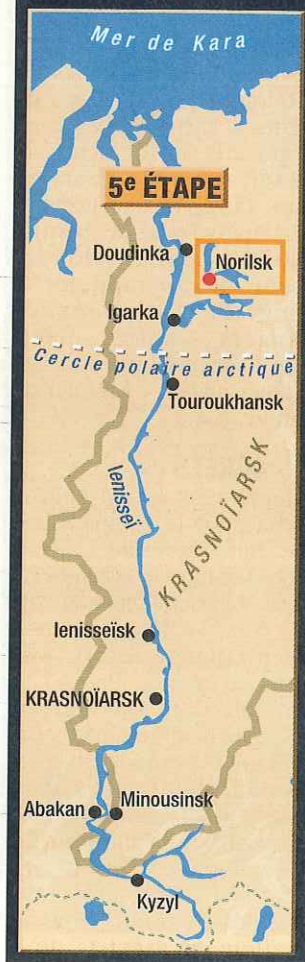 Mer de Kara
5e ÉTAPE
Doudinka
Norilsk
Igarka
Cercle polaire arctique
Touroukhansk
Ienisseï
KRASNOÏARSK
Ienisseïsk
KRASNOÏARSK
Abakan
Minousinsk
Kyzyl